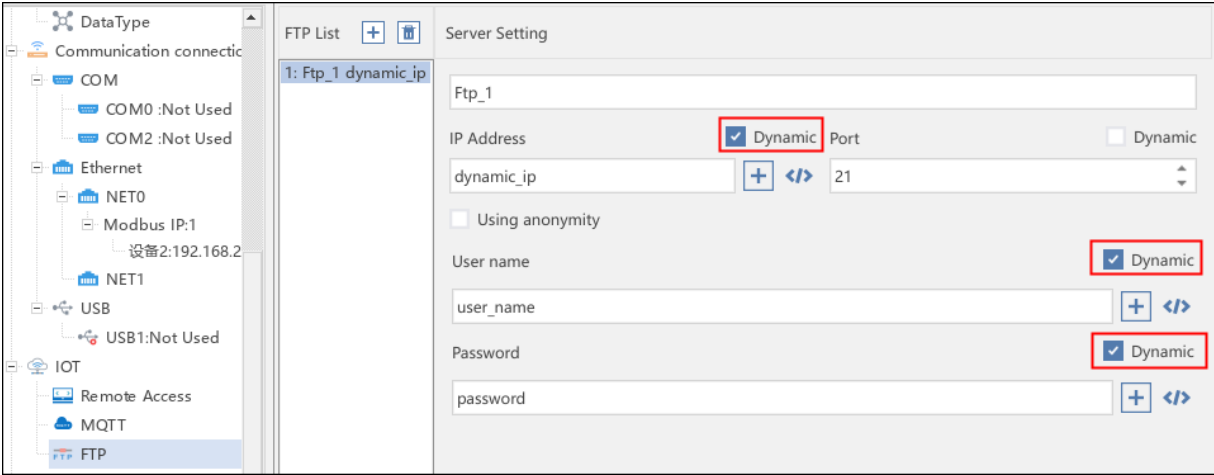 DataType
Communication connectic
COM
COM0 :Not Used
COM2 :Not Used
Ethernet
NET0
Modbus IP:1
设备2:192.168.2
NET1
USB
USB1:Not Used
IOT
Remote Access
MQTT
FTP
FTP List
1: Ftp_1 dynamic_ip
Server Setting
Ftp_1
IP Address Dynamic Port Dynamic
dynamic_ip 21
Using anonymity
User name Dynamic
user_name
Password Dynamic
password